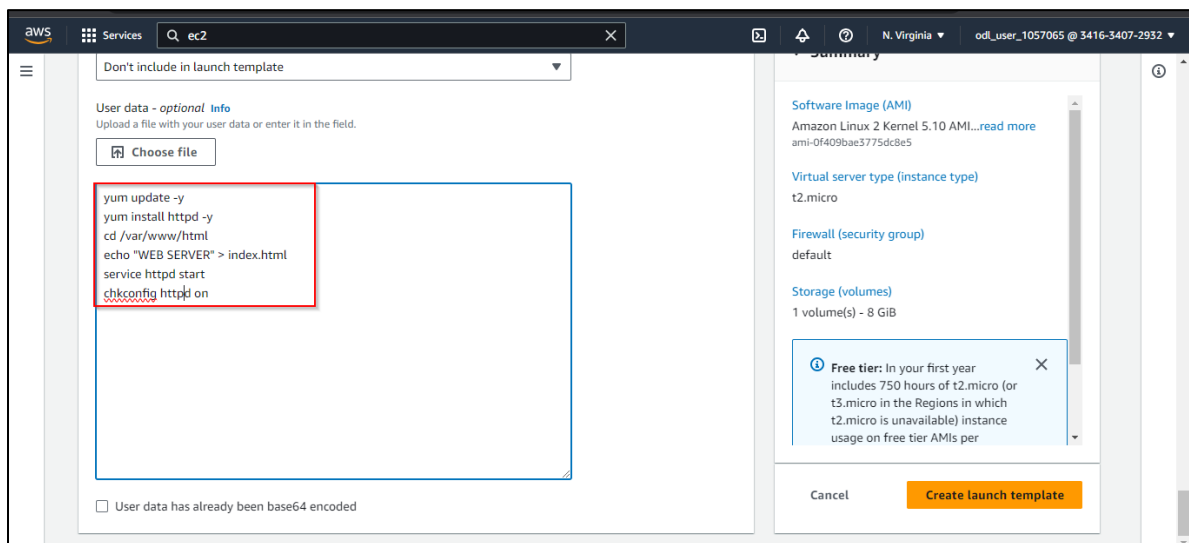 aws
Services
ec2
N. Virginia
odl_user_1057065 @ 3416-3407-2932
Don't include in launch template
User data - optional Info
Upload a file with your user data or enter it in the field.
Choose file
yum update -y
yum install httpd -y
cd /var/www/html
echo "WEB SERVER" > index.html
service httpd start
chkconfig httpd on
User data has already been base64 encoded
Summary
Software Image (AMI)
Amazon Linux 2 Kernel 5.10 AMI...read more
ami-0f409bae3775dc8e5
Virtual server type (instance type)
t2.micro
Firewall (security group)
default
Storage (volumes)
1 volume(s) - 8 GiB
Free tier: In your first year
includes 750 hours of t2.micro (or
t3.micro in the Regions in which
t2.micro is unavailable) instance
usage on free tier AMIs per
Cancel
Create launch template